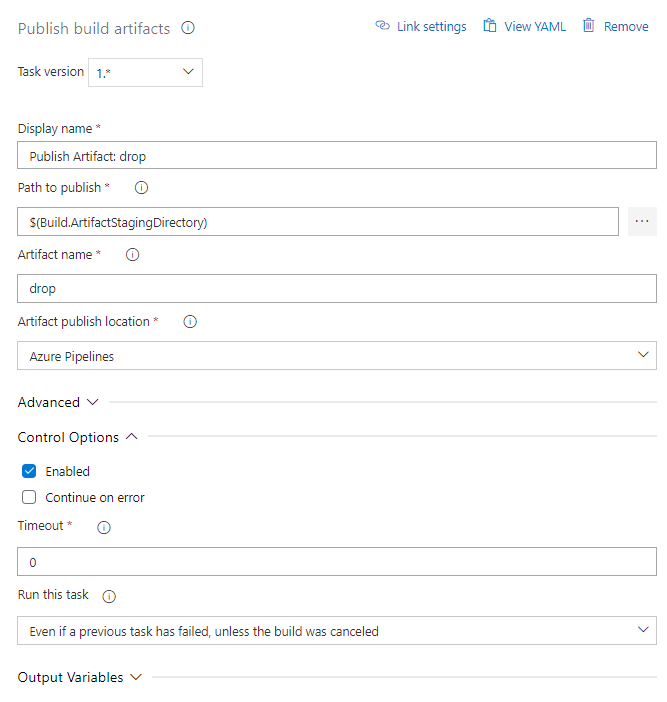 Publish build artifacts
Link settings
View YAML
Remove
Task version 1.*
Display name *
Publish Artifact: drop
Path to publish *
$(Build.ArtifactStagingDirectory)
...
Artifact name *
drop
Artifact publish location *
Azure Pipelines
Advanced
Control Options
Enabled
Continue on error
Timeout *
0
Run this task
Even if a previous task has failed, unless the build was canceled
Output Variables